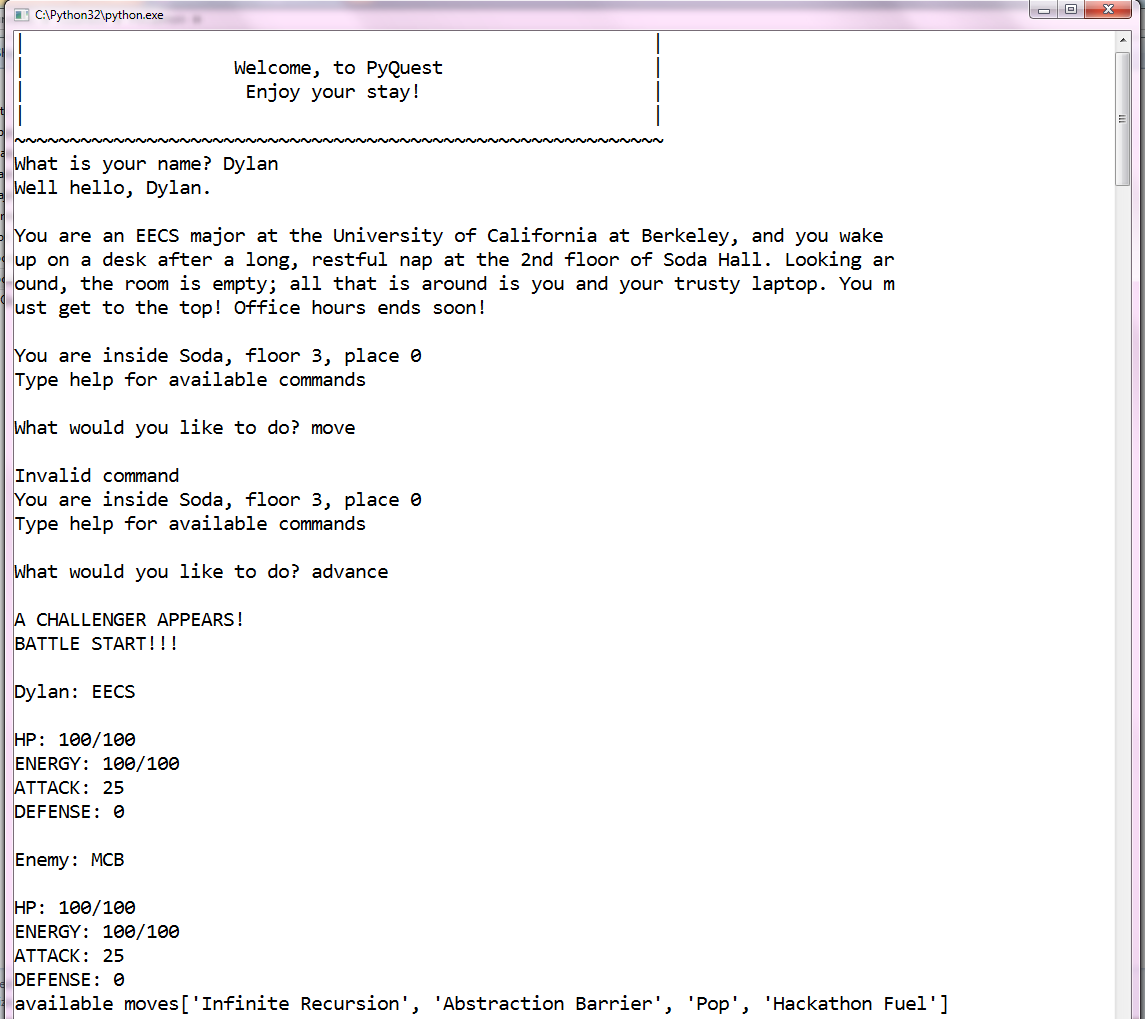 C:\Python32\python.exe
|                                                          |
|                   Welcome, to PyQuest                    |
|                    Enjoy your stay!                      |
|                                                          |
~~~~~~~~~~~~~~~~~~~~~~~~~~~~~~~~~~~~~~~~~~~~~~~~~~~~~~~~~~~
What is your name? Dylan
Well hello, Dylan.
You are an EECS major at the University of California at Berkeley, and you wake
up on a desk after a long, restful nap at the 2nd floor of Soda Hall. Looking ar
ound, the room is empty; all that is around is you and your trusty laptop. You m
ust get to the top! Office hours ends soon!
You are inside Soda, floor 3, place 0
Type help for available commands
What would you like to do? move
Invalid command
You are inside Soda, floor 3, place 0
Type help for available commands
What would you like to do? advance
A CHALLENGER APPEARS!
BATTLE START!!!
Dylan: EECS
HP: 100/100
ENERGY: 100/100
ATTACK: 25
DEFENSE: 0
Enemy: MCB
HP: 100/100
ENERGY: 100/100
ATTACK: 25
DEFENSE: 0
available moves['Infinite Recursion', 'Abstraction Barrier', 'Pop', 'Hackathon Fuel']